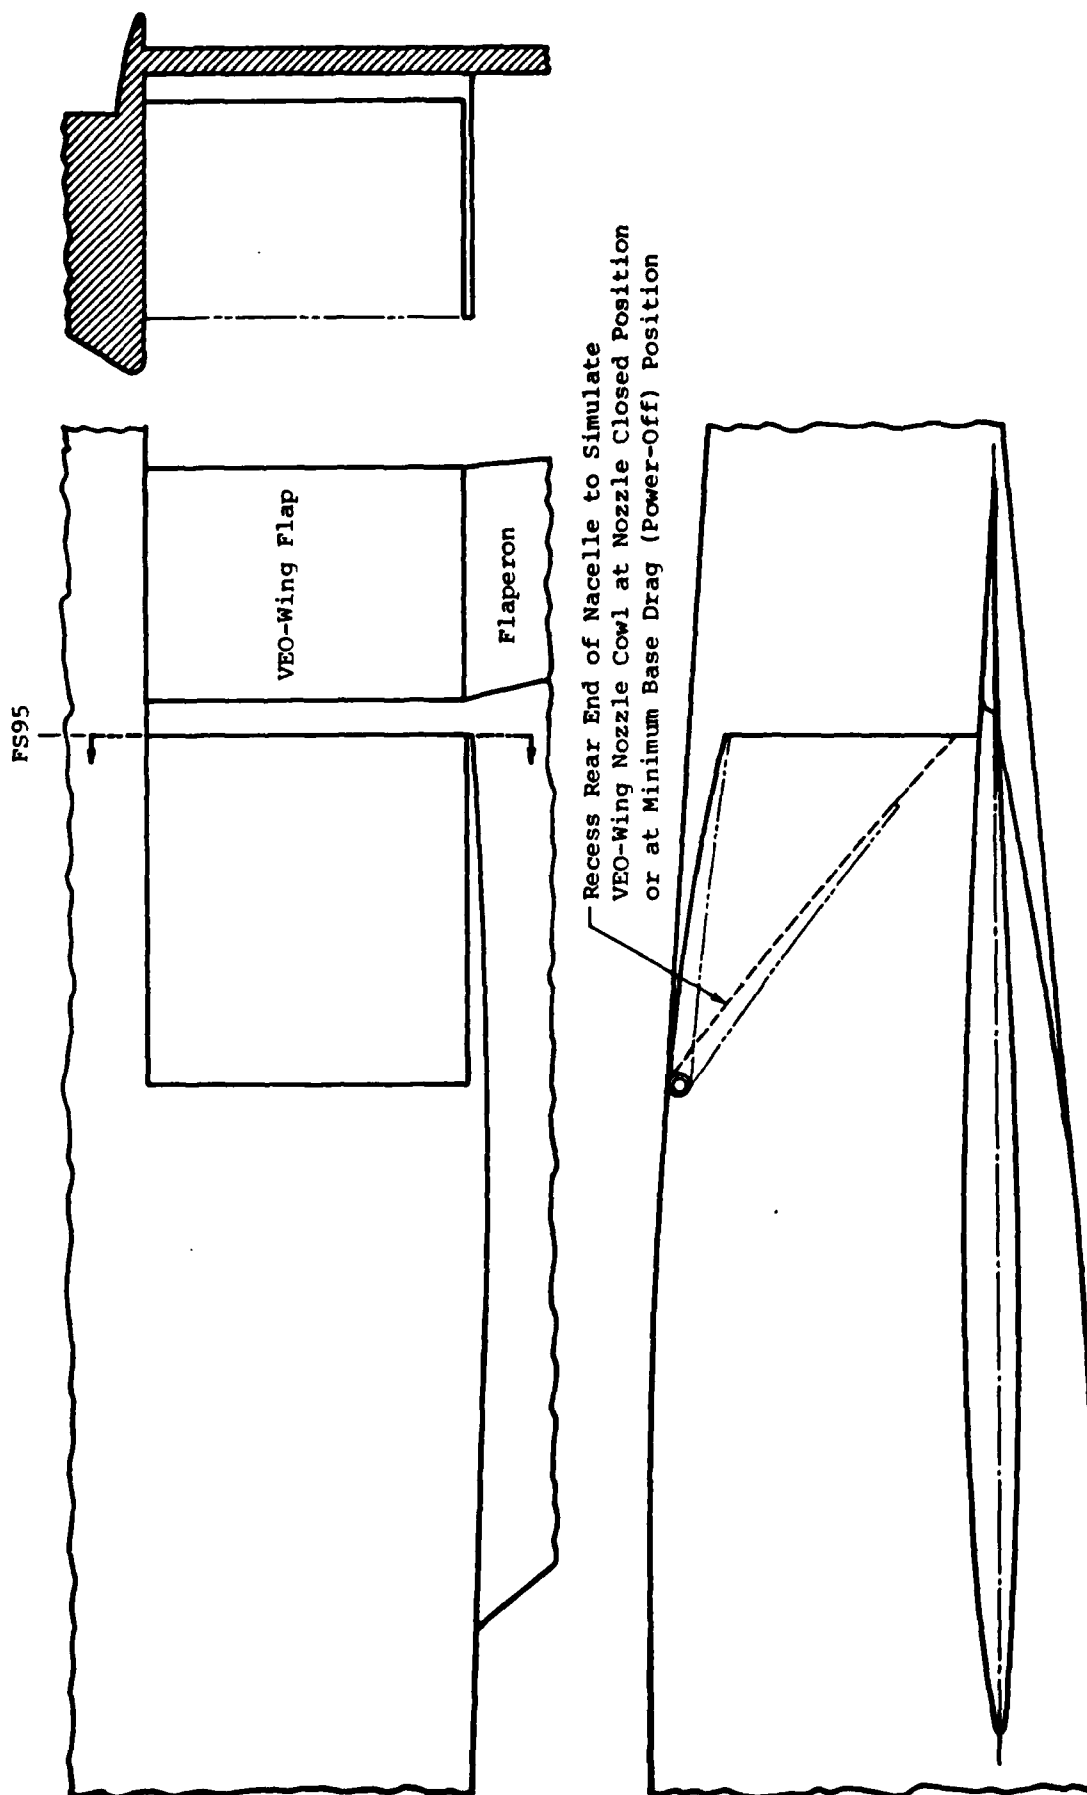 FS95
VEO-Wing Flap
Flaperon
Recess Rear End of Nacelle to Simulate
VEO-Wing Nozzle Cowl at Nozzle Closed Position
or at Minimum Base Drag (Power-Off) Position